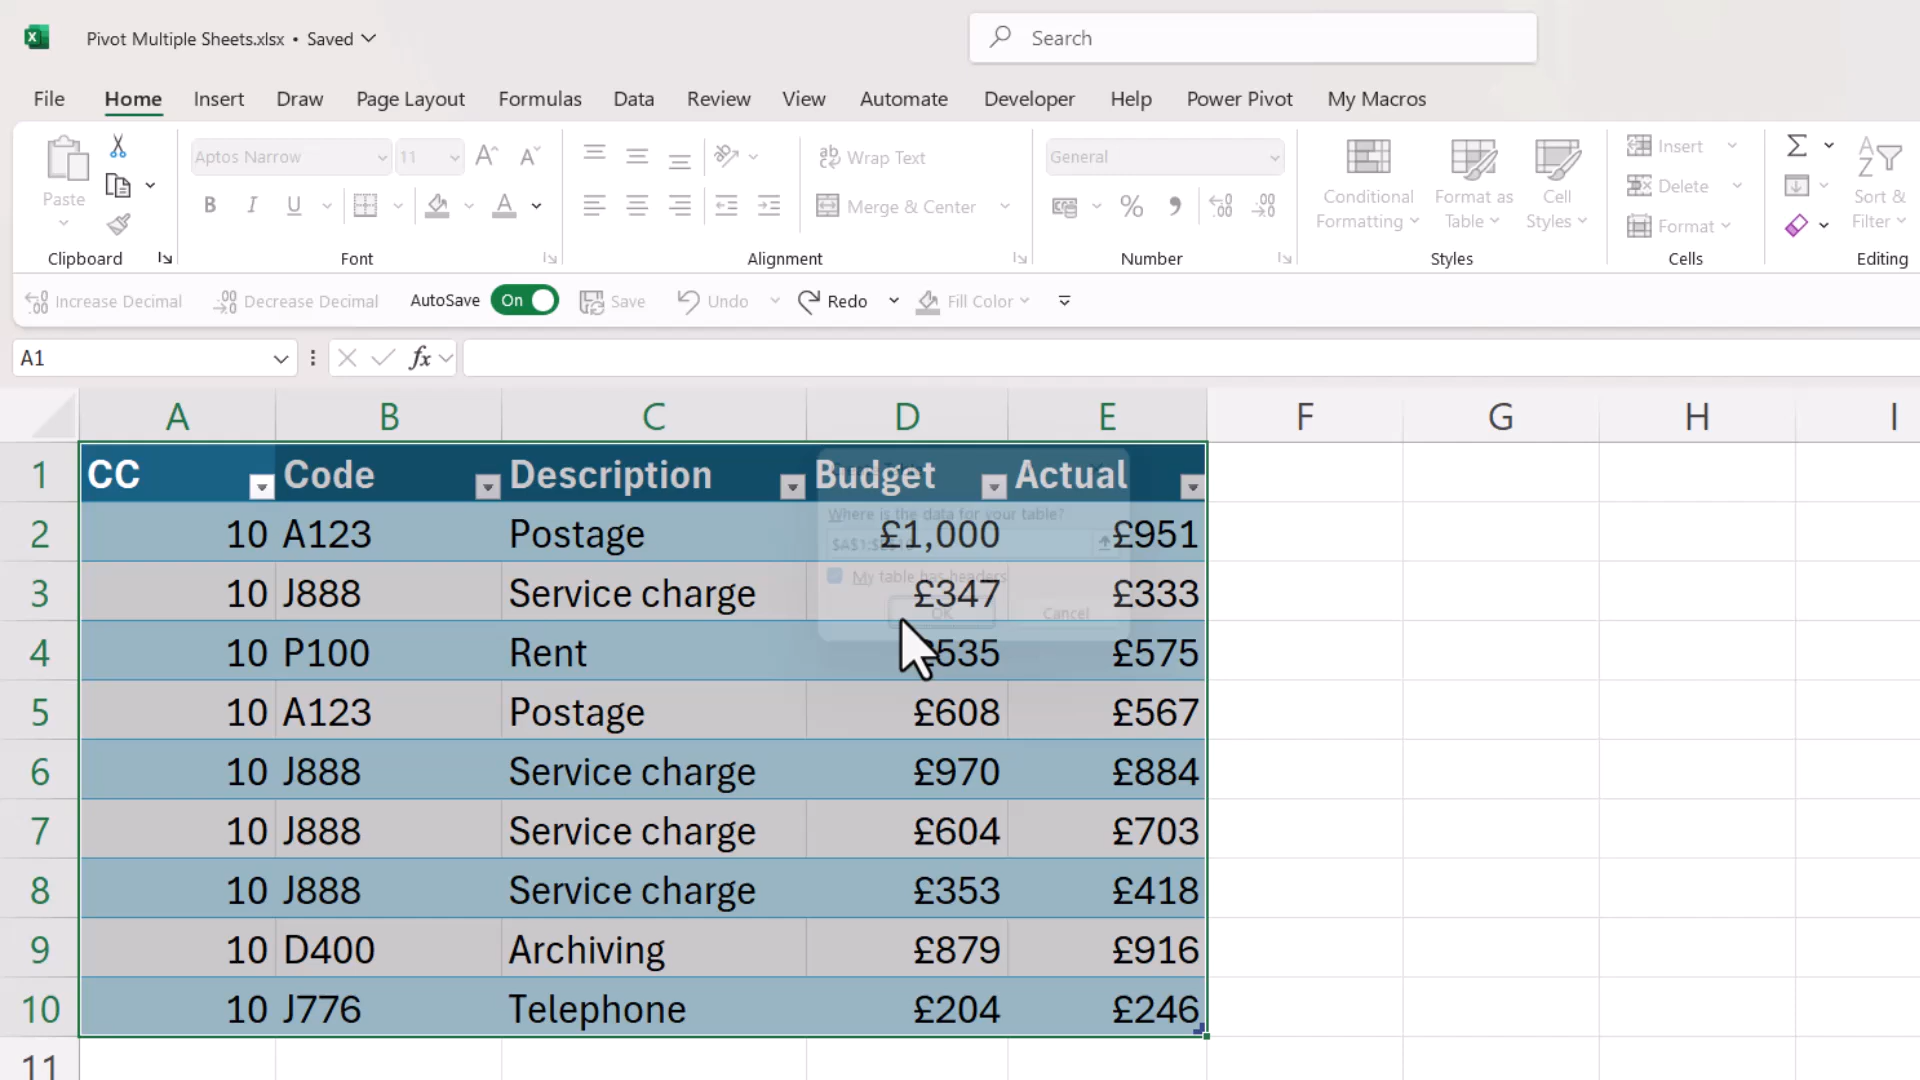 Pivot Multiple Sheets.xlsx • Saved
Search
File Home Insert Draw Page Layout Formulas Data Review View Automate Developer Help Power Pivot My Macros
Paste
Clipboard
Aptos Narrow 11
B I U A
Font
Wrap Text
Merge & Center
Alignment
General
%
Number
Conditional Formatting
Format as Table
Cell Styles
Styles
Insert
Delete
Format
Cells
Sort & Filter
Editing
Increase Decimal Decrease Decimal AutoSave On Save Undo Redo Fill Color
A1 fx
A B C D E F G H I
1 CC Code Description Budget Actual
Where is the data for your table?
2 10 A123 Postage £1,000 £951
My table has headers
3 10 J888 Service charge £347 £333
OK Cancel
4 10 P100 Rent £535 £575
5 10 A123 Postage £608 £567
6 10 J888 Service charge £970 £884
7 10 J888 Service charge £604 £703
8 10 J888 Service charge £353 £418
9 10 D400 Archiving £879 £916
10 10 J776 Telephone £204 £246
11